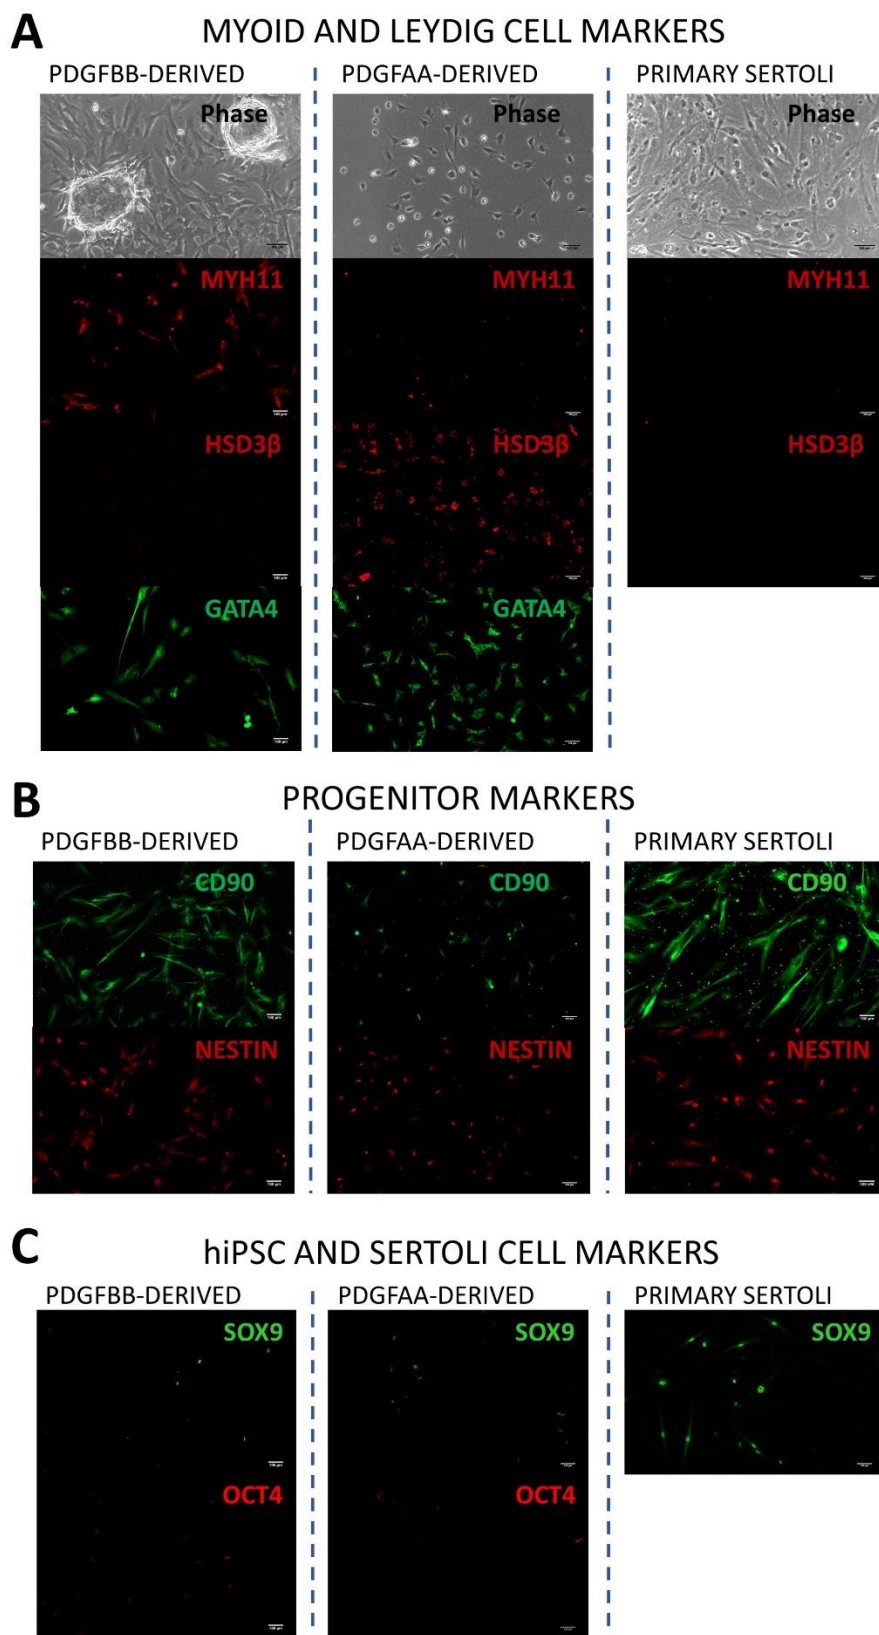 A MYOID AND LEYDIG CELL MARKERS
PDGFBB-DERIVED PDGFAA-DERIVED PRIMARY SERTOLI
Phase Phase Phase
MYH11 MYH11 MYH11
HSD3β HSD3β HSD3β
GATA4 GATA4
B PROGENITOR MARKERS
PDGFBB-DERIVED PDGFAA-DERIVED PRIMARY SERTOLI
CD90 CD90 CD90
NESTIN NESTIN NESTIN
C hiPSC AND SERTOLI CELL MARKERS
PDGFBB-DERIVED PDGFAA-DERIVED PRIMARY SERTOLI
SOX9 SOX9 SOX9
OCT4 OCT4